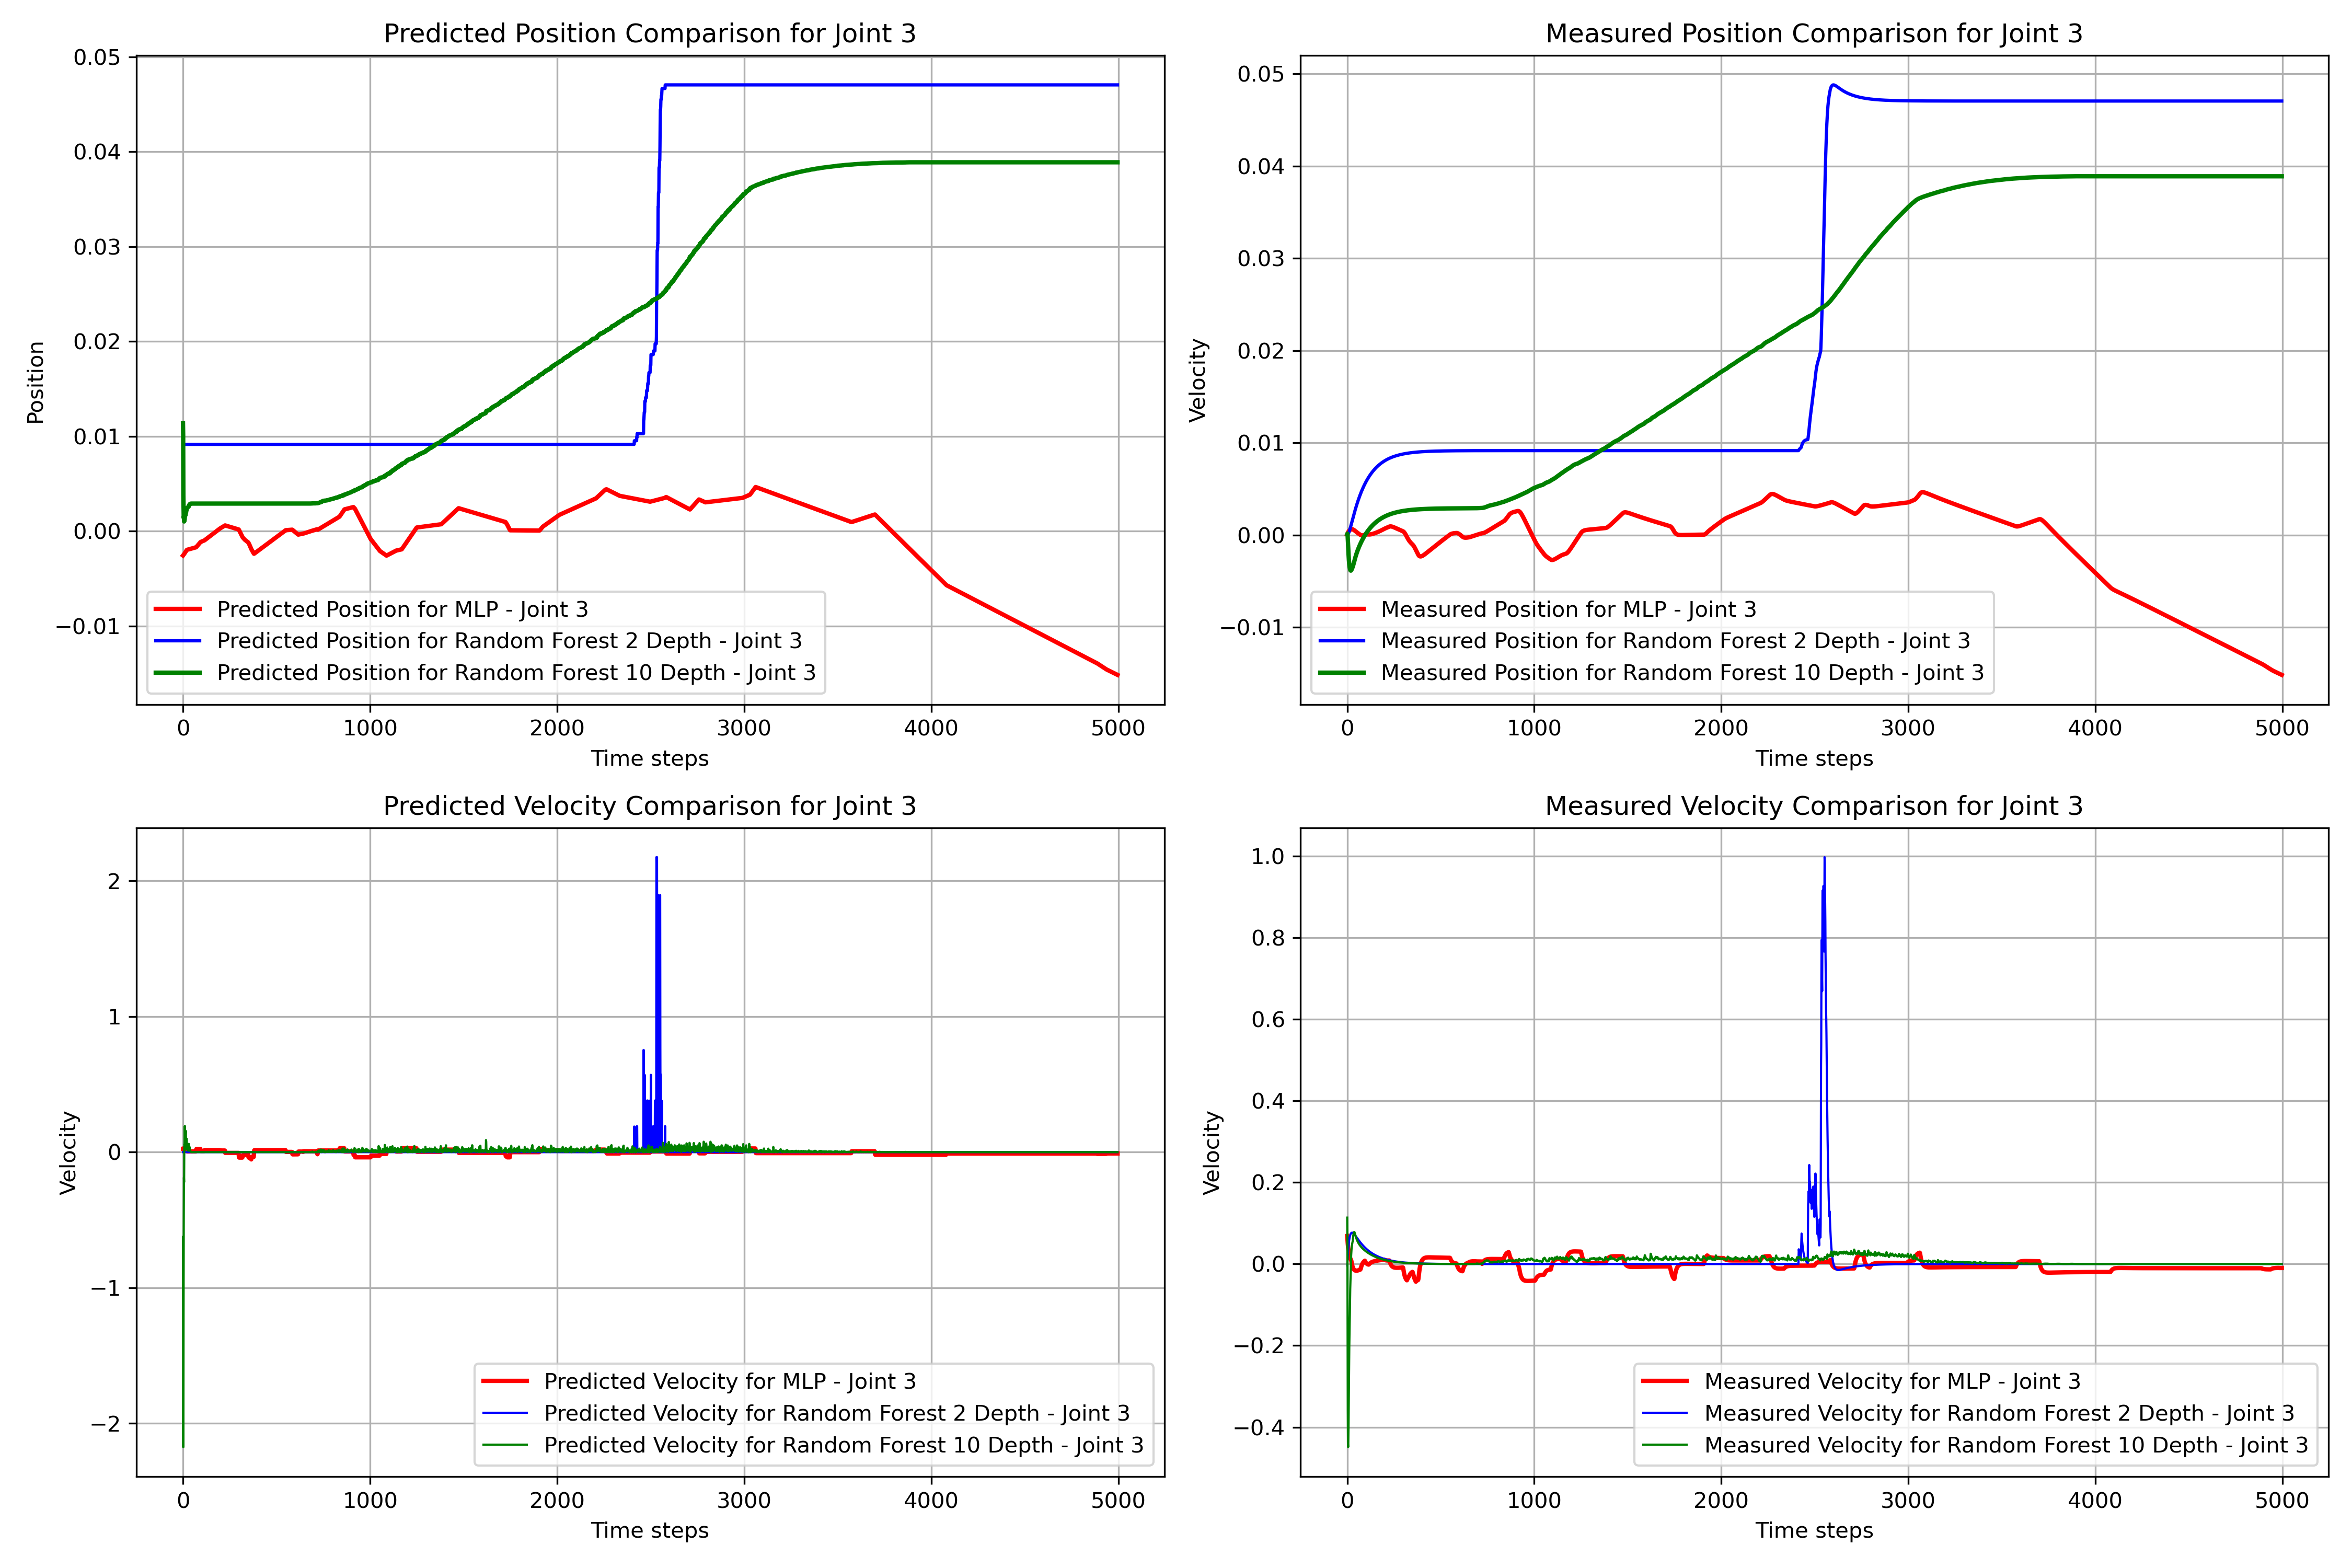 Predicted Position Comparison for Joint 3
0.05
0.04
0.03
0.02
0.01
0.00
−0.01
Position
Predicted Position for MLP - Joint 3
Predicted Position for Random Forest 2 Depth - Joint 3
Predicted Position for Random Forest 10 Depth - Joint 3
0 1000 2000 3000 4000 5000
Time steps
Measured Position Comparison for Joint 3
0.05
0.04
0.03
0.02
0.01
0.00
−0.01
Velocity
Measured Position for MLP - Joint 3
Measured Position for Random Forest 2 Depth - Joint 3
Measured Position for Random Forest 10 Depth - Joint 3
0 1000 2000 3000 4000 5000
Time steps
Predicted Velocity Comparison for Joint 3
2
1
0
−1
−2
Velocity
Predicted Velocity for MLP - Joint 3
Predicted Velocity for Random Forest 2 Depth - Joint 3
Predicted Velocity for Random Forest 10 Depth - Joint 3
0 1000 2000 3000 4000 5000
Time steps
Measured Velocity Comparison for Joint 3
1.0
0.8
0.6
0.4
0.2
0.0
−0.2
−0.4
Velocity
Measured Velocity for MLP - Joint 3
Measured Velocity for Random Forest 2 Depth - Joint 3
Measured Velocity for Random Forest 10 Depth - Joint 3
0 1000 2000 3000 4000 5000
Time steps